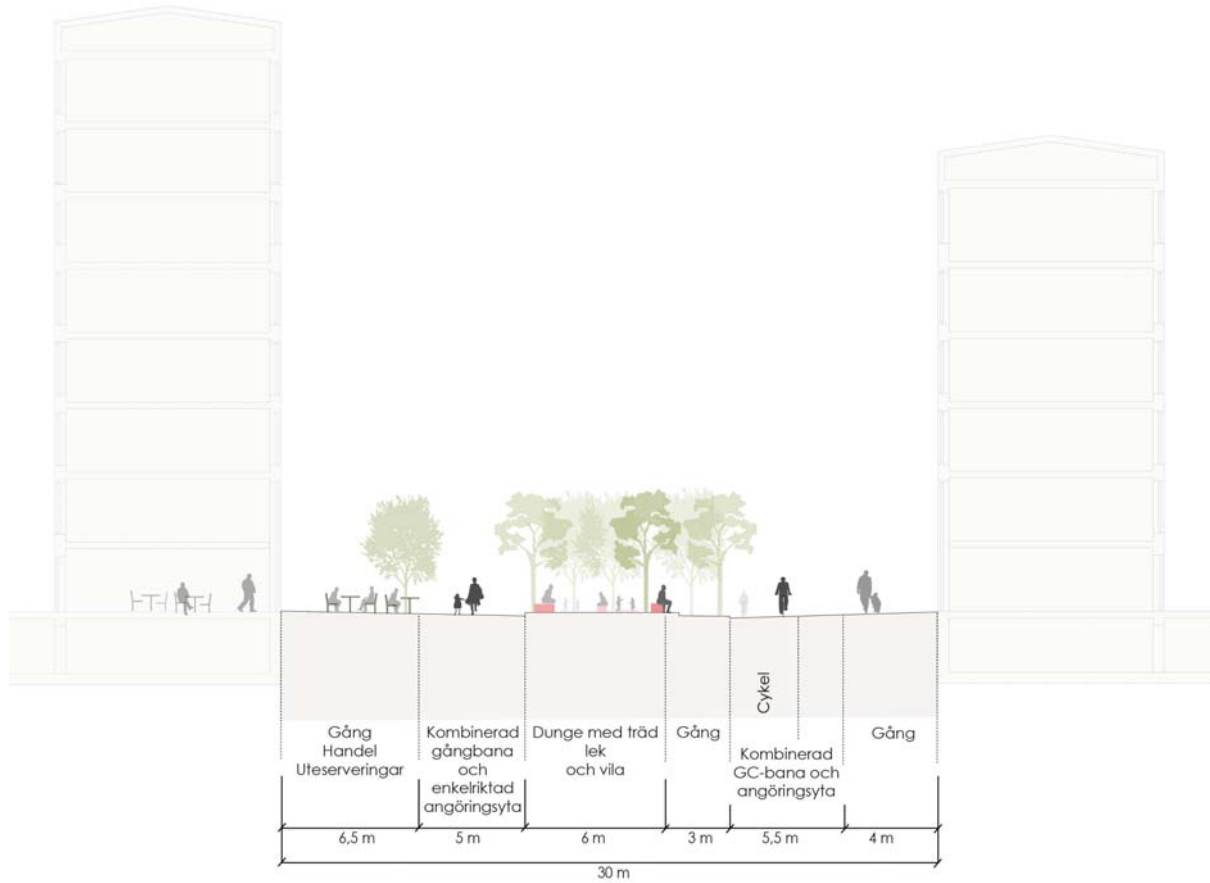 Cykel
Gång
Handel
Uteserveringar
Kombinerad
gångbana
och
enkelriktad
angöringsyta
Dunge med träd
lek
och vila
Gång
Kombinerad
GC-bana och
angöringsyta
Gång
6,5 m
5 m
6 m
3 m
5,5 m
4 m
30 m